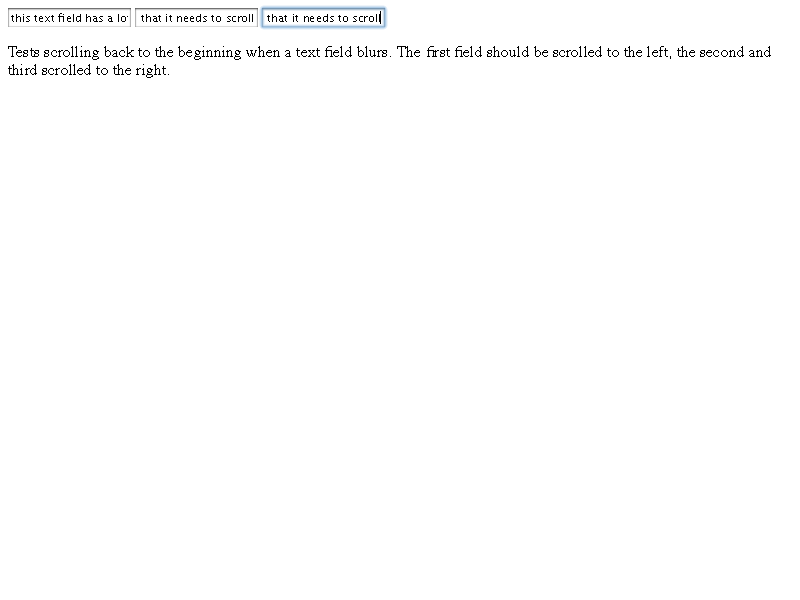 this text field has a lo that it needs to scroll that it needs to scroll
Tests scrolling back to the beginning when a text field blurs. The first field should be scrolled to the left, the second and
third scrolled to the right.